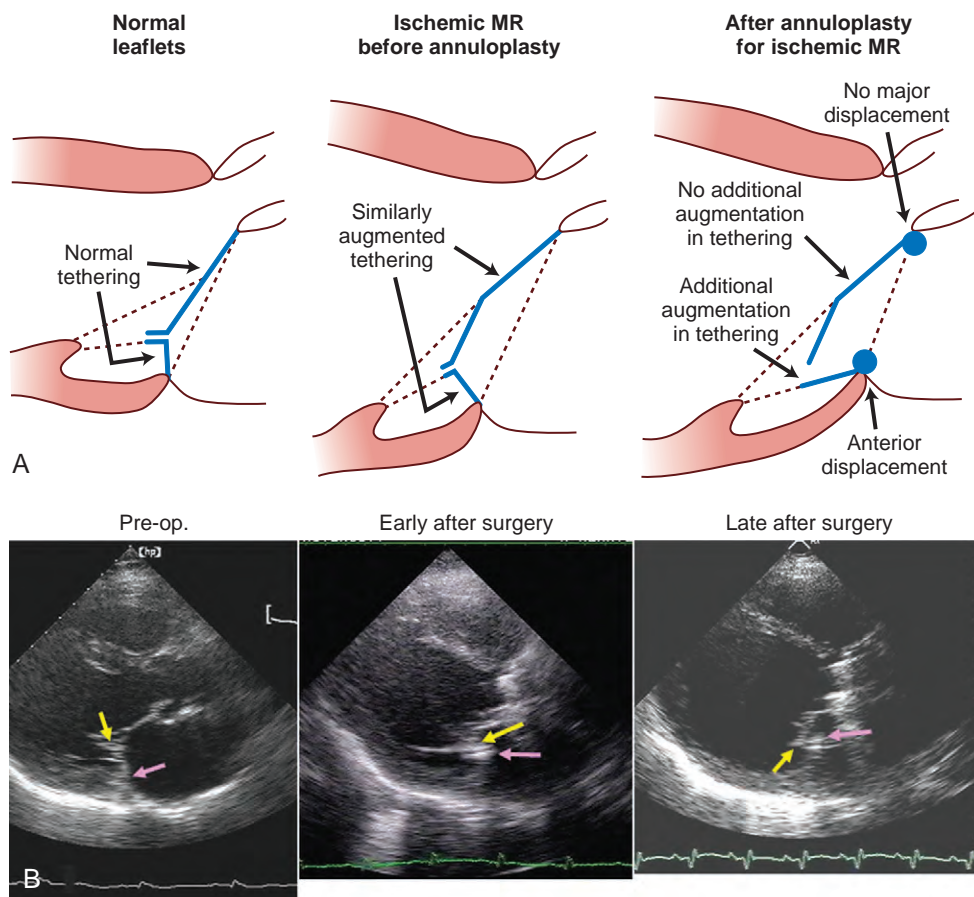 Normal
leaflets
Ischemic MR
before annuloplasty
After annuloplasty
for ischemic MR
No major
displacement
Normal
tethering
Similarly
augmented
tethering
No additional
augmentation
in tethering
Additional
augmentation
in tethering
Anterior
displacement
A
Pre-op.
Early after surgery
Late after surgery
[hp]
B